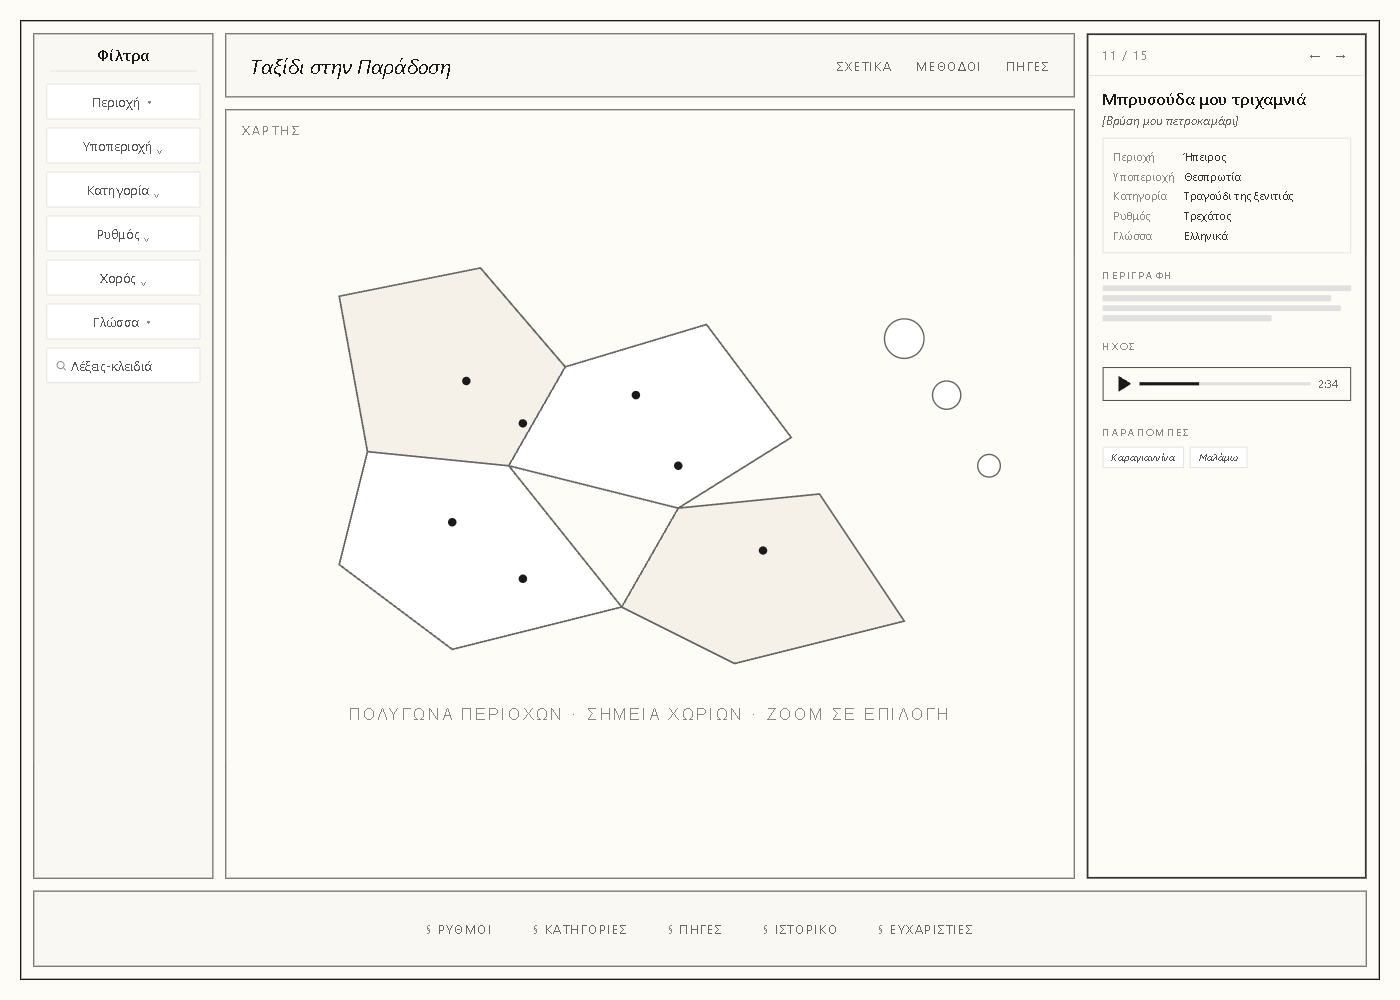 Φίλτρα
Περιοχή
Υποπεριοχή
Κατηγορία
Ρυθμός
Χορός
Γλώσσα
Λέξεις-κλειδιά
Ταξίδι στην Παράδοση
ΣΧΕΤΙΚΑ ΜΕΘΟΔΟΙ ΠΗΓΕΣ
ΧΑΡΤΗΣ
ΠΟΛΥΓΩΝΑ ΠΕΡΙΟΧΩΝ · ΣΗΜΕΙΑ ΧΩΡΙΩΝ · ZOOM ΣΕ ΕΠΙΛΟΓΗ
11 / 15 ← →
Μπρυσούδα μου τριχαμνιά
[Βρύση μου πετροκαμάρι]
Περιοχή Ήπειρος
Υποπεριοχή Θεσπρωτία
Κατηγορία Τραγούδι της ξενιτιάς
Ρυθμός Τρεχάτος
Γλώσσα Ελληνικά
ΠΕΡΙΓΡΑΦΗ
ΗΧΟΣ
2:34
ΠΑΡΑΠΟΜΠΕΣ
Καραγιαννίνα Μαλάμω
§ ΡΥΘΜΟΙ § ΚΑΤΗΓΟΡΙΕΣ § ΠΗΓΕΣ § ΙΣΤΟΡΙΚΟ § ΕΥΧΑΡΙΣΤΙΕΣ